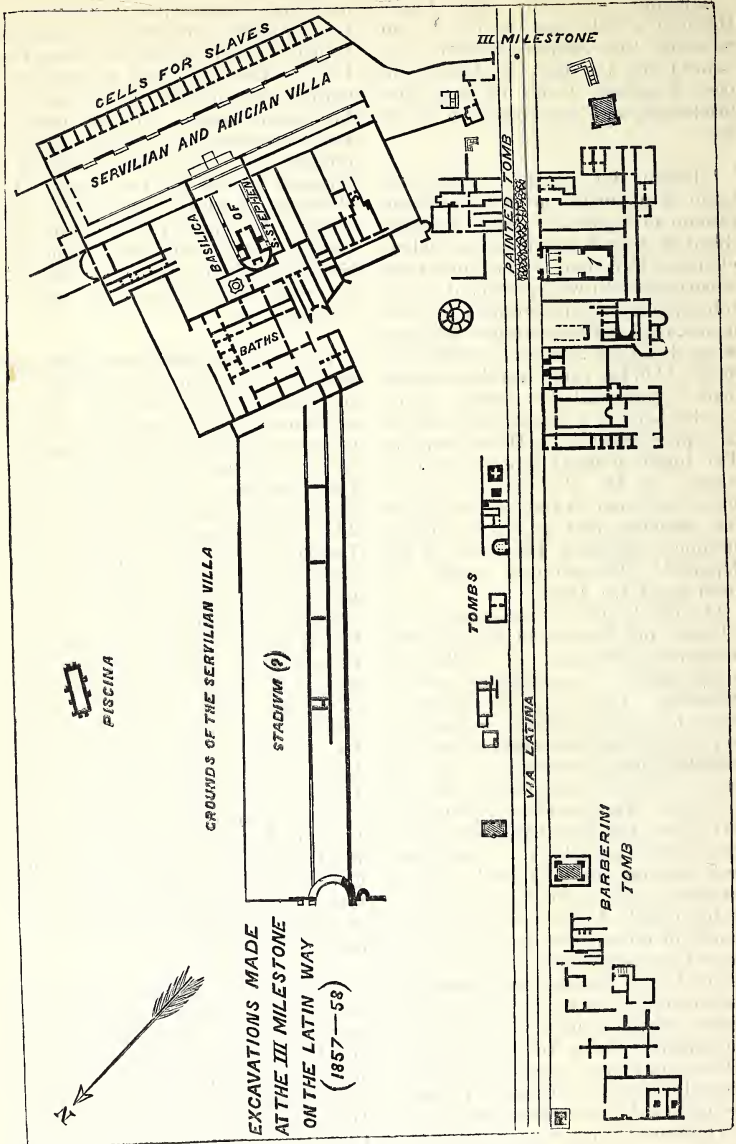 III MILESTONE
CELLS FOR SLAVES
SERVILIAN AND ANICIAN VILLA
BASILICA
OF
S. STEPHEN
BATHS
PAINTED TOMB
1
GROUNDS OF THE SERVILIAN VILLA
STADIUM (?)
PISCINA
TOMBS
VIA LATINA
BARBERINI
TOMB
EXCAVATIONS MADE
AT THE III MILESTONE
ON THE LATIN WAY
(1857—58)
N